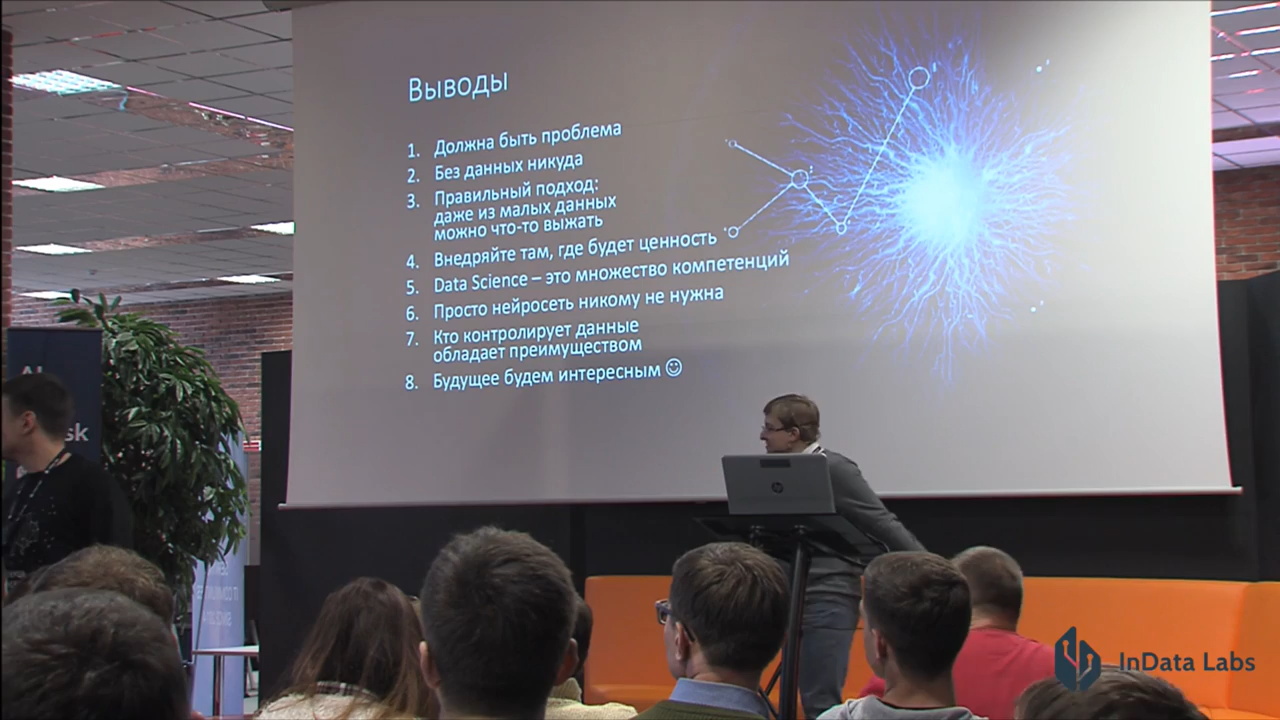 Выводы
1. Должна быть проблема
2. Без данных никуда
3. Правильный подход:
даже из малых данных
можно что-то выжать
4. Внедряйте там, где будет ценность
5. Data Science – это множество компетенций
6. Просто нейросеть никому не нужна
7. Кто контролирует данные
обладает преимуществом
8. Будущее будем интересным ☺
hp
InData Labs